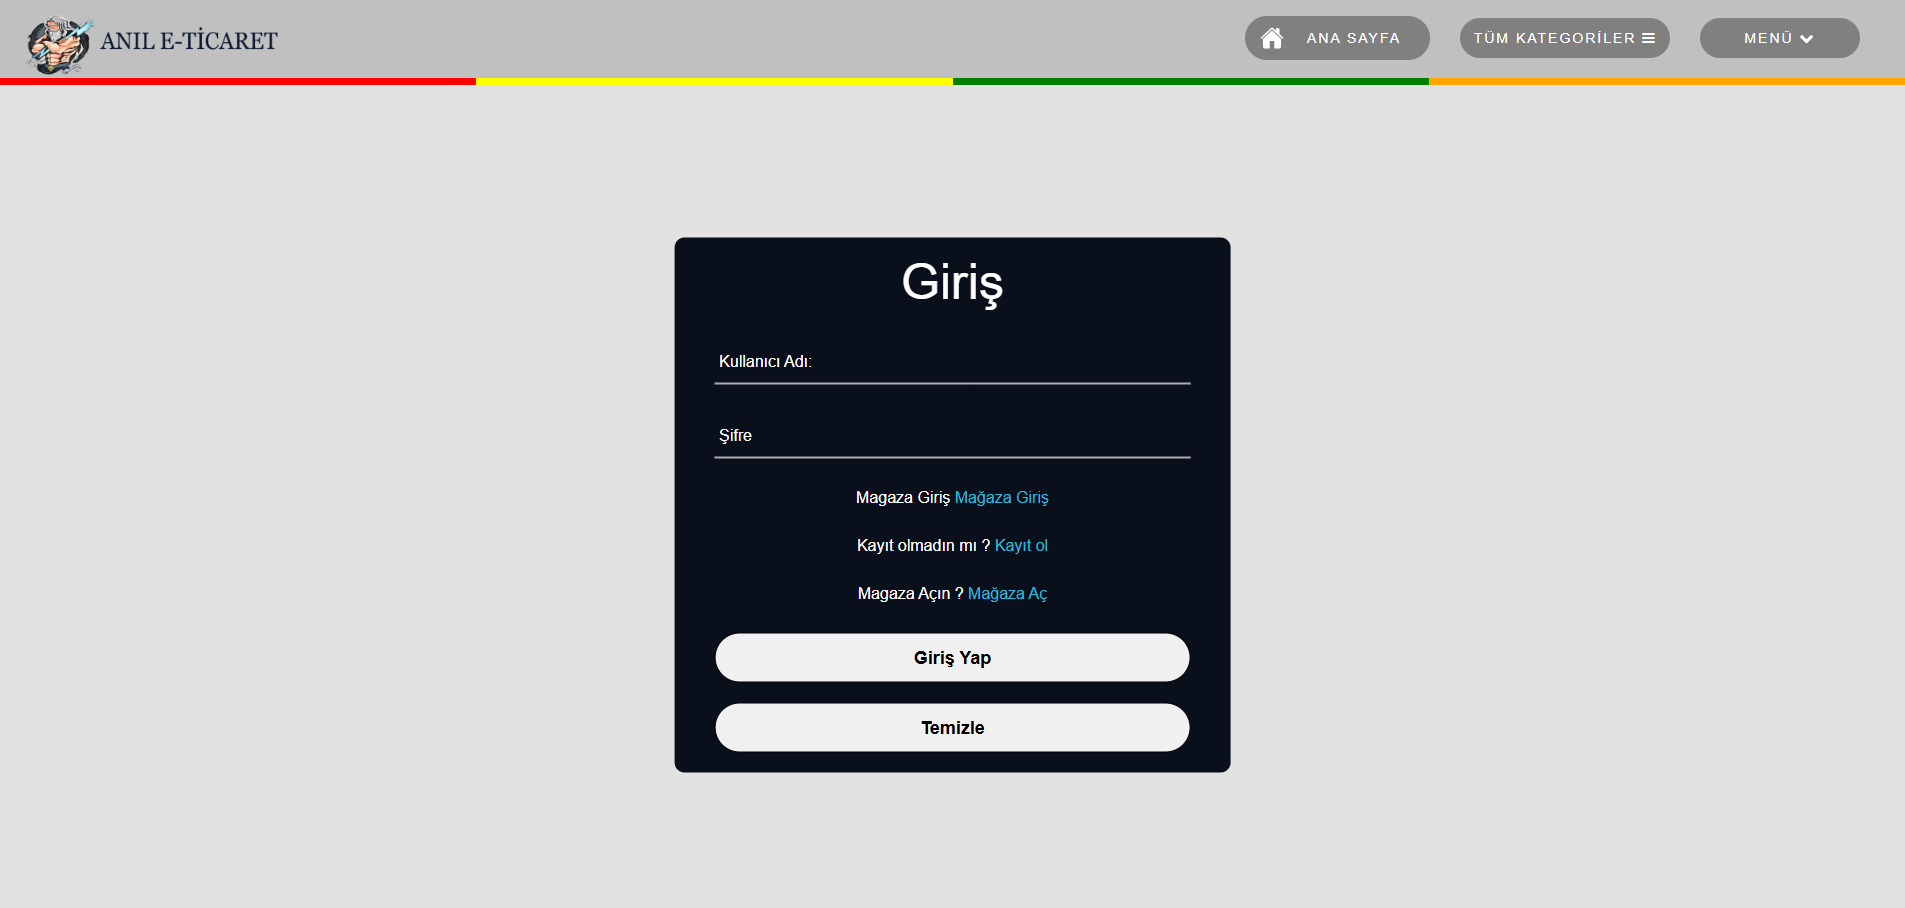 ANIL E-TİCARET
ANA SAYFA
TÜM KATEGORİLER
MENÜ
Giriş
Kullanıcı Adı:
Şifre
Magaza Giriş Mağaza Giriş
Kayıt olmadın mı ? Kayıt ol
Magaza Açın ? Mağaza Aç
Giriş Yap
Temizle